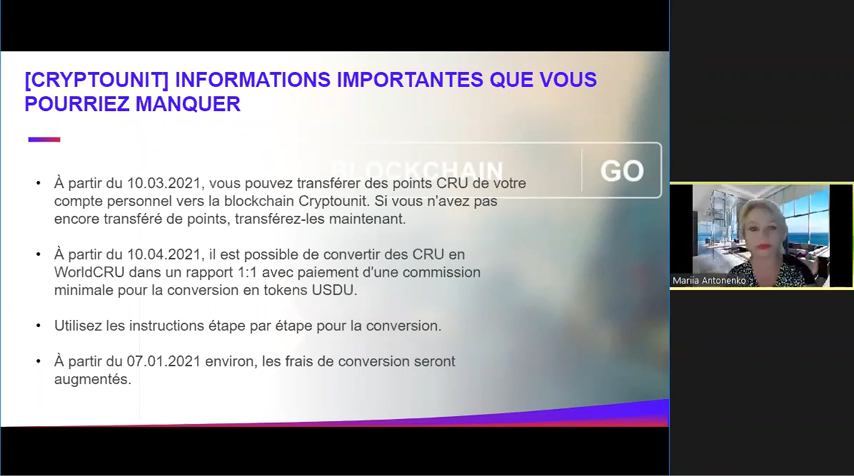 [CRYPTOUNIT] INFORMATIONS IMPORTANTES QUE VOUS
POURRIEZ MANQUER
BLOCKCHAIN
GO
• À partir du 10.03.2021, vous pouvez transférer des points CRU de votre
compte personnel vers la blockchain Cryptounit. Si vous n'avez pas
encore transféré de points, transférez-les maintenant.
• À partir du 10.04.2021, il est possible de convertir des CRU en
WorldCRU dans un rapport 1:1 avec paiement d'une commission
minimale pour la conversion en tokens USDU.
• Utilisez les instructions étape par étape pour la conversion.
• À partir du 07.01.2021 environ, les frais de conversion seront
augmentés.
Mariia Antonenko